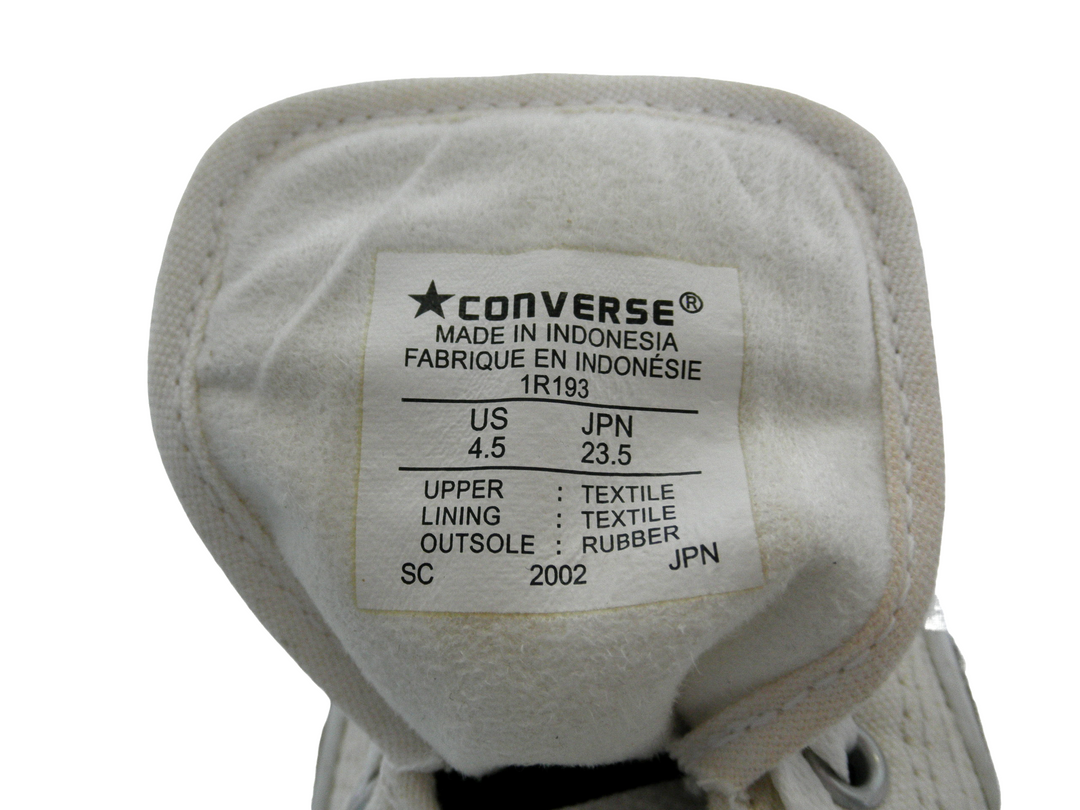 ★CONVERSE®
MADE IN INDONESIA
FABRIQUE EN INDONÉSIE
1R193
US JPN
4.5 23.5
UPPER : TEXTILE
LINING : TEXTILE
OUTSOLE : RUBBER
SC 2002 JPN